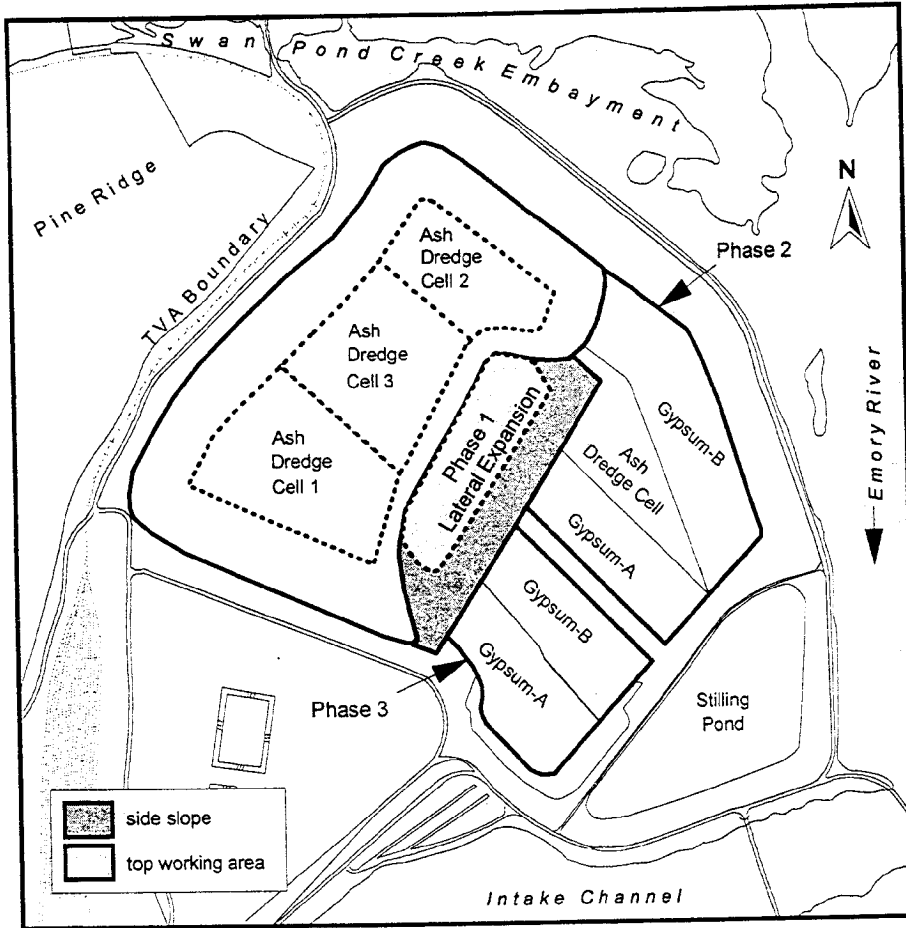 Swan Pond Creek Embayment
Pine Ridge
N
Phase 2
Ash
Dredge
Cell 2
TVA Boundary
Ash
Dredge
Cell 3
Gypsum-B
Emory River
Phase 1
Lateral Expansion
Ash
Dredge Cell
Ash
Dredge
Cell 1
Gypsum-A
Gypsum-B
Gypsum-A
Phase 3
Stilling
Pond
side slope
top working area
Intake Channel